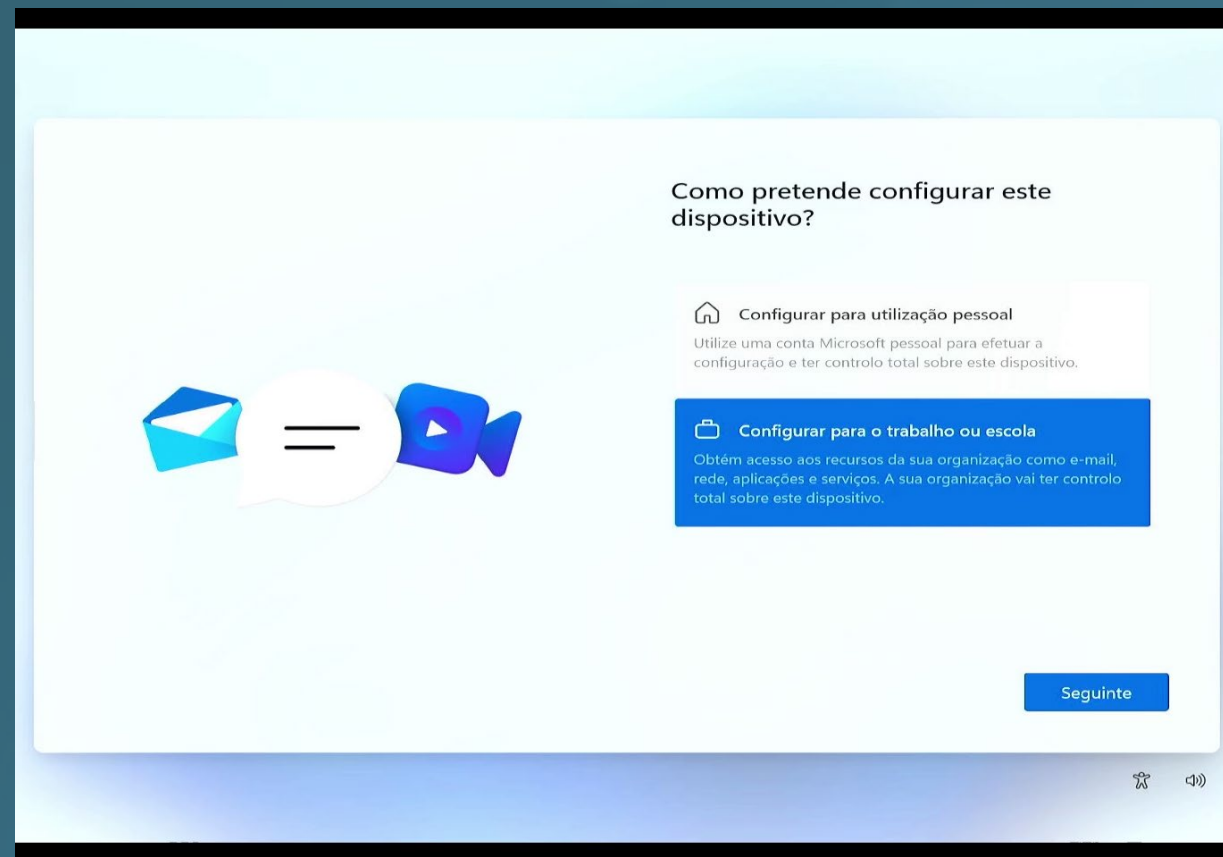 Como pretende configurar este
dispositivo?
Configurar para utilização pessoal
Utilize uma conta Microsoft pessoal para efetuar a
configuração e ter controlo total sobre este dispositivo.
Configurar para o trabalho ou escola
Obtém acesso aos recursos da sua organização como e-mail,
rede, aplicações e serviços. A sua organização vai ter controlo
total sobre este dispositivo.
Seguinte